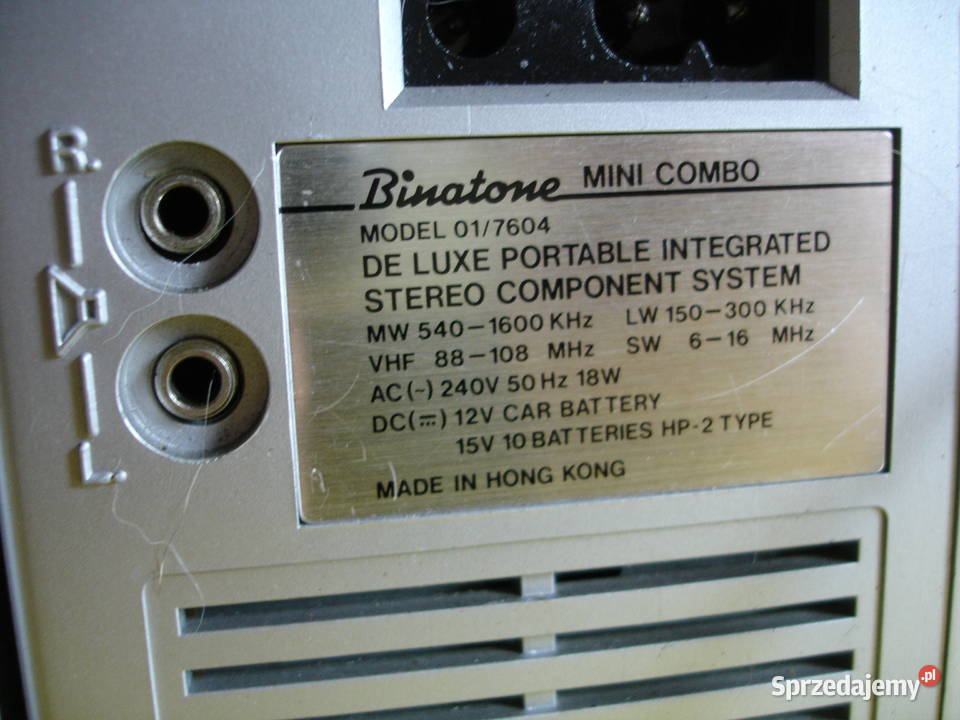 R.
L.
Binatone MINI COMBO
MODEL 01/7604
DE LUXE PORTABLE INTEGRATED
STEREO COMPONENT SYSTEM
MW 540-1600 KHz LW 150-300 KHz
VHF 88-108 MHz SW 6-16 MHz
AC(~) 240V 50 Hz 18W
DC(⎓) 12V CAR BATTERY
15V 10 BATTERIES HP-2 TYPE
MADE IN HONG KONG
Sprzedajemy.pl